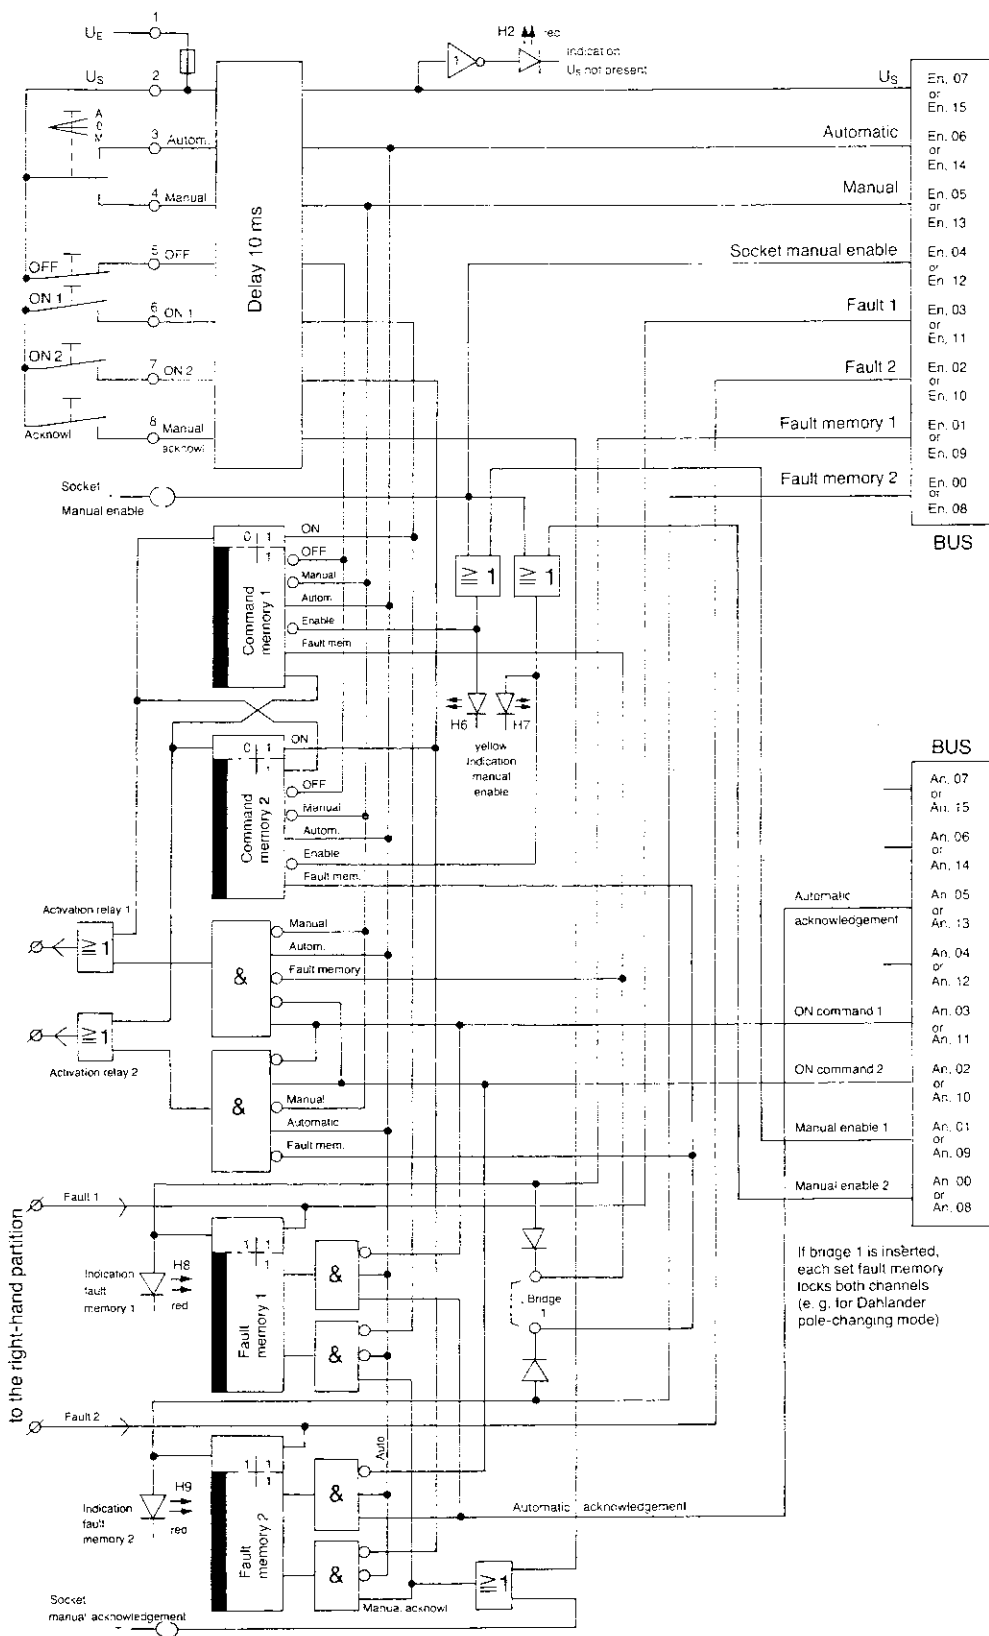 1
U_E
H2 red
Indication
U_S not present
1
U_S
2
U_S
En. 07
or
En. 15
A
0
M
3
Autom.
Automatic
En. 06
or
En. 14
4
Manual
Manual
En. 05
or
En. 13
Delay 10 ms
OFF
5
OFF
Socket manual enable
En. 04
or
En. 12
ON 1
6
ON 1
Fault 1
En. 03
or
En. 11
ON 2
7
ON 2
Fault 2
En. 02
or
En. 10
Acknowl
8
Manual
acknowl
Fault memory 1
En. 01
or
En. 09
Fault memory 2
En. 00
or
En. 08
BUS
Socket
Manual enable
0 1
1
ON
OFF
Manual
Autom.
Enable
Fault mem
Command
memory 1
≧ 1
≧ 1
H6
H7
yellow
indication
manual
enable
0 1
1
ON
OFF
Manual
Autom.
Enable
Fault mem.
Command
memory 2
BUS
An. 07
or
An. 15
An. 06
or
An. 14
Automatic
acknowledgement
An. 05
or
An. 13
An. 04
or
An. 12
ON command 1
An. 03
or
An. 11
ON command 2
An. 02
or
An. 10
Manual enable 1
An. 01
or
An. 09
Manual enable 2
An. 00
or
An. 08
Activation relay 1
≧ 1
&
Manual
Autom.
Fault memory
≧ 1
Activation relay 2
&
Manual
Automatic
Fault mem.
to the right-hand partition
Fault 1
Indication
fault
memory 1
H8
red
1 1
1
Fault
memory 1
&
&
Bridge
1
If bridge 1 is inserted,
each set fault memory
locks both channels
(e. g. for Dahlander
pole-changing mode)
Fault 2
Indication
fault
memory 2
H9
red
1 1
1
Fault
memory 2
&
&
Auto
Automatic acknowledgement
Manual acknowl
≧ 1
Socket
manual acknowledgement